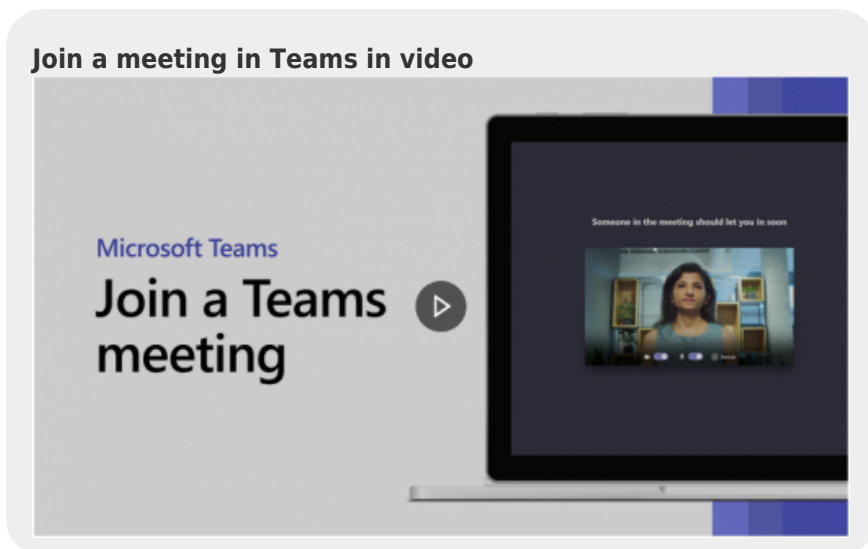 Join a meeting in Teams in video
Microsoft Teams
Join a Teams
meeting
Someone in the meeting should let you in soon
Devices